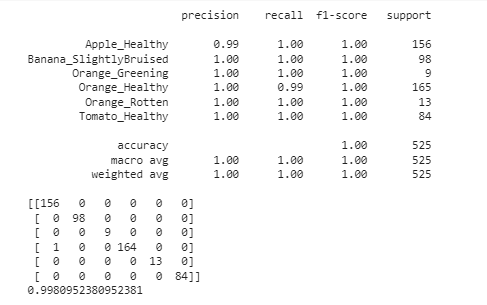 precision recall f1-score support
Apple_Healthy 0.99 1.00 1.00 156
Banana_SlightlyBruised 1.00 1.00 1.00 98
Orange_Greening 1.00 1.00 1.00 9
Orange_Healthy 1.00 0.99 1.00 165
Orange_Rotten 1.00 1.00 1.00 13
Tomato_Healthy 1.00 1.00 1.00 84
accuracy 1.00 525
macro avg 1.00 1.00 1.00 525
weighted avg 1.00 1.00 1.00 525
[[156 0 0 0 0 0]
[ 0 98 0 0 0 0]
[ 0 0 9 0 0 0]
[ 1 0 0 164 0 0]
[ 0 0 0 0 13 0]
[ 0 0 0 0 0 84]]
0.9980952380952381